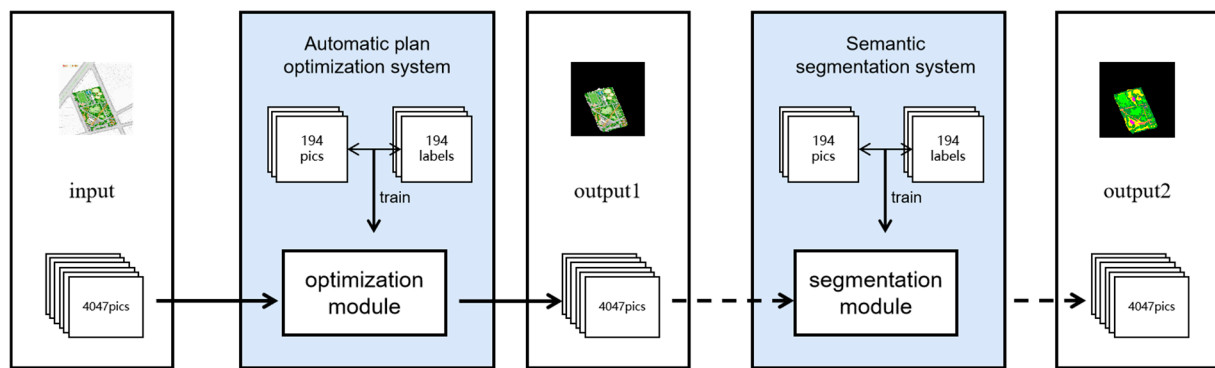 input
4047pics
Automatic plan
optimization system
194
pics
194
labels
train
optimization
module
output1
4047pics
Semantic
segmentation system
194
pics
194
labels
train
segmentation
module
output2
4047pics